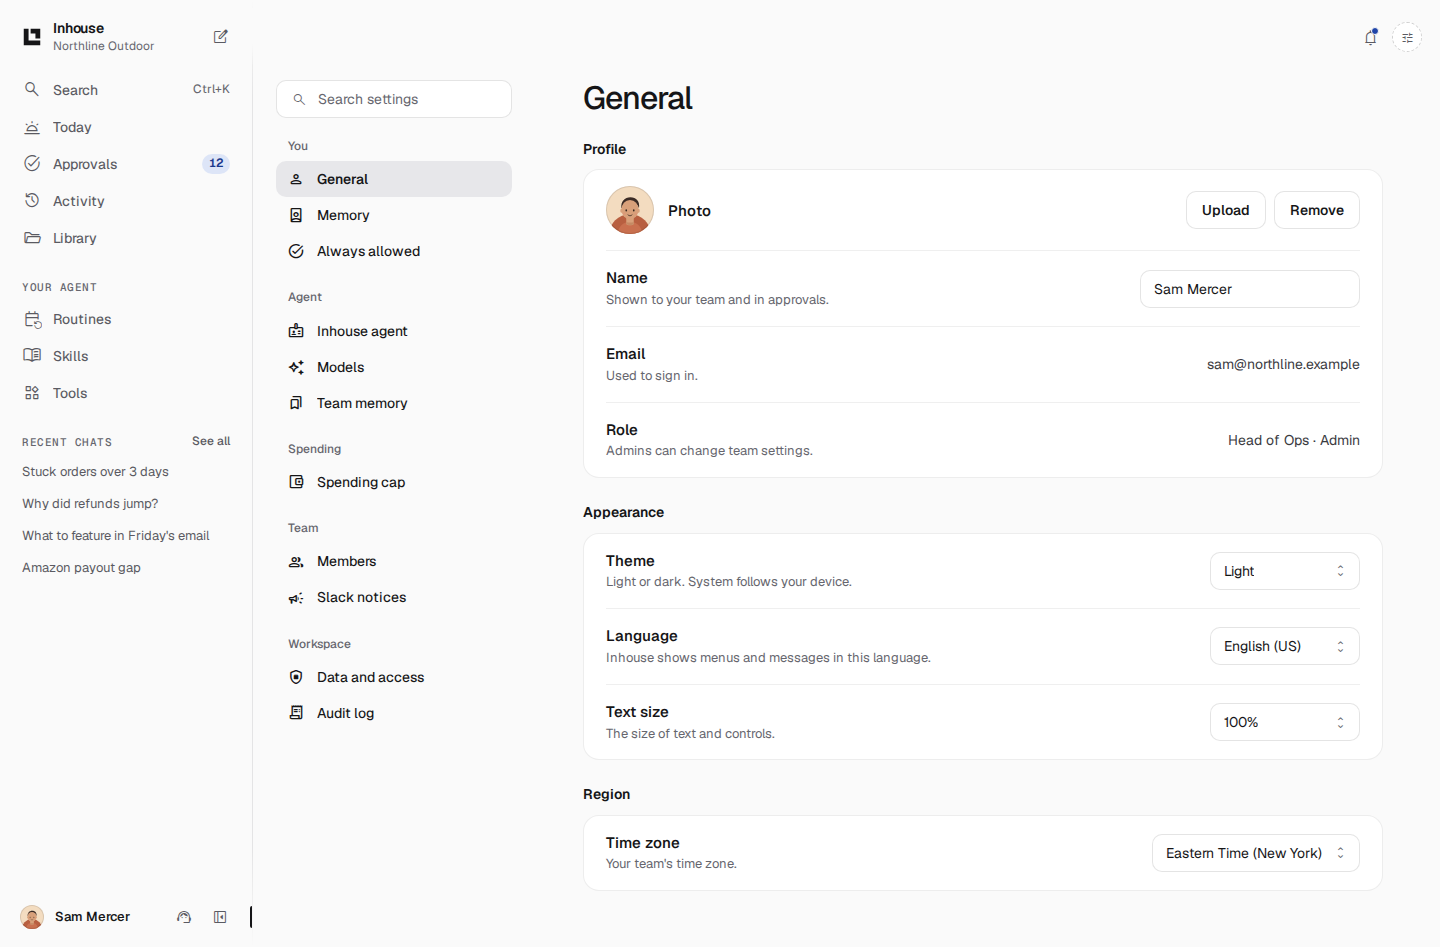 Inhouse
Northline Outdoor
Search Ctrl+K
Today
Approvals 12
Activity
Library
YOUR AGENT
Routines
Skills
Tools
RECENT CHATS See all
Stuck orders over 3 days
Why did refunds jump?
What to feature in Friday's email
Amazon payout gap
Sam Mercer
Search settings
You
General
Memory
Always allowed
Agent
Inhouse agent
Models
Team memory
Spending
Spending cap
Team
Members
Slack notices
Workspace
Data and access
Audit log
General
Profile
Photo Upload Remove
Name
Shown to your team and in approvals.
Sam Mercer
Email
Used to sign in.
sam@northline.example
Role
Admins can change team settings.
Head of Ops · Admin
Appearance
Theme
Light or dark. System follows your device.
Light
Language
Inhouse shows menus and messages in this language.
English (US)
Text size
The size of text and controls.
100%
Region
Time zone
Your team's time zone.
Eastern Time (New York)